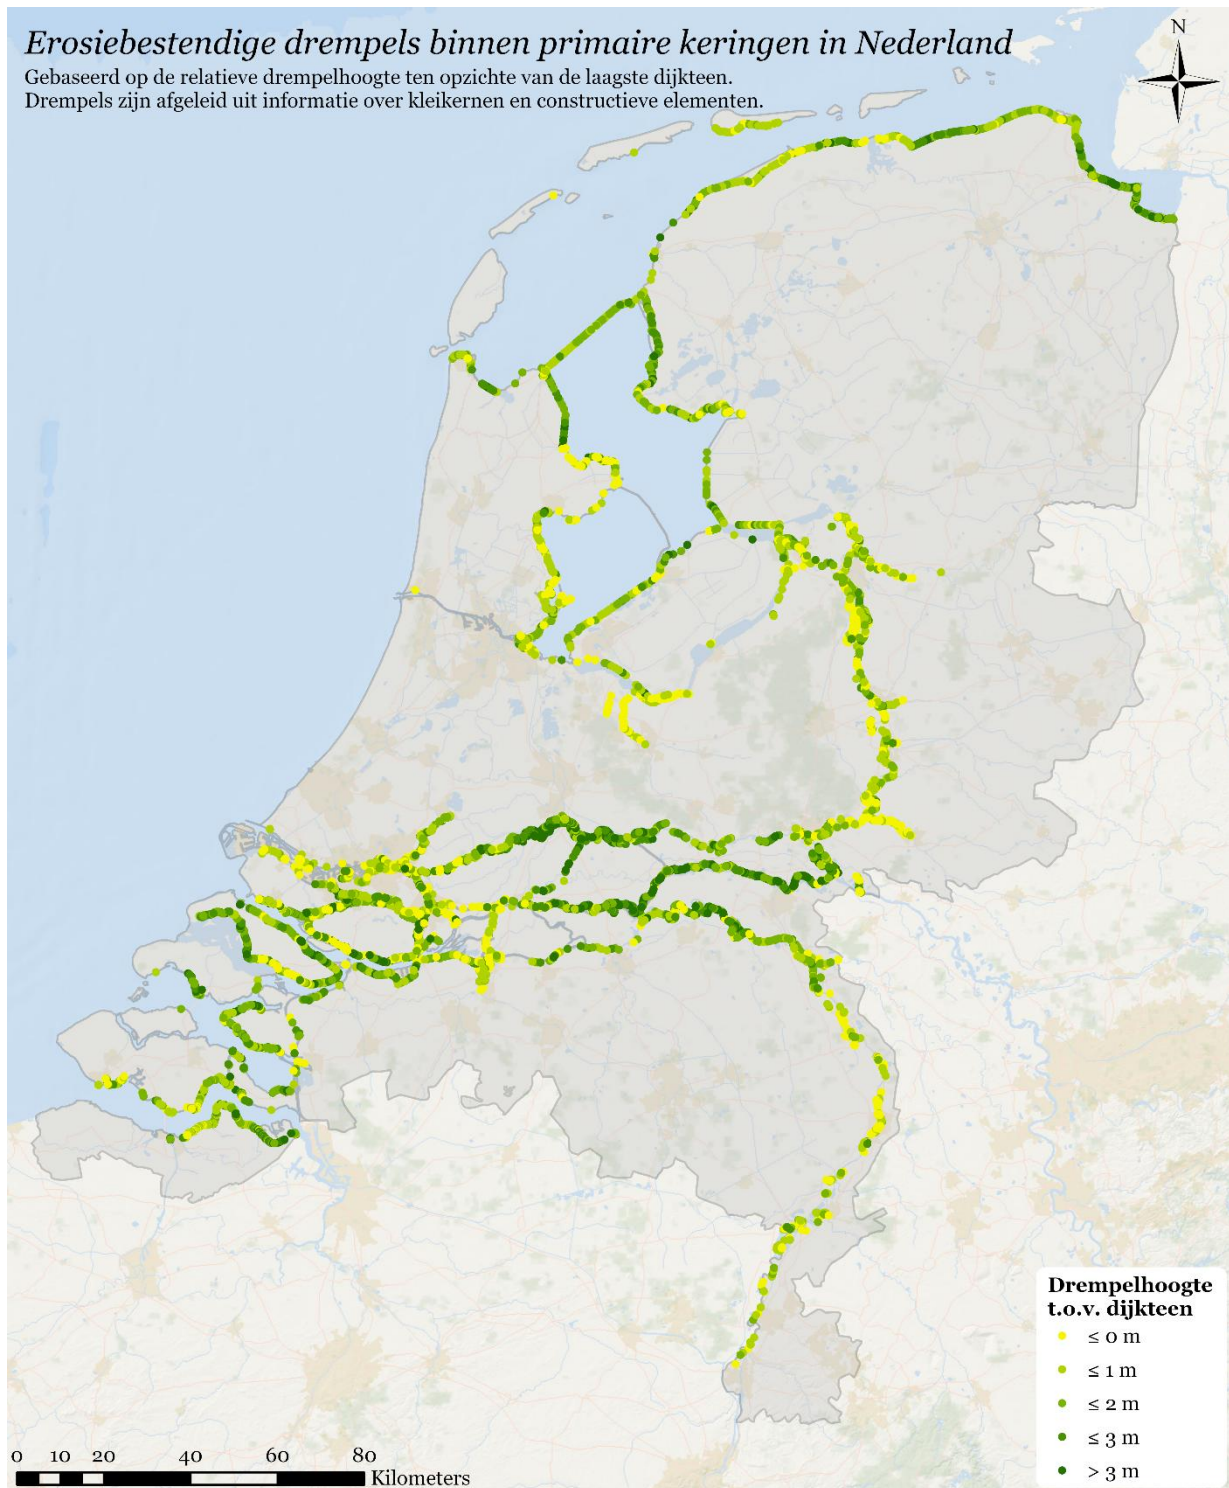 Erosiebestendige drempels binnen primaire keringen in Nederland
Gebaseerd op de relatieve drempelhoogte ten opzichte van de laagste dijkteen.
Drempels zijn afgeleid uit informatie over kleikernen en constructieve elementen.
N
Drempelhoogte
t.o.v. dijkteen
≤ 0 m
≤ 1 m
≤ 2 m
≤ 3 m
> 3 m
0 10 20 40 60 80
Kilometers